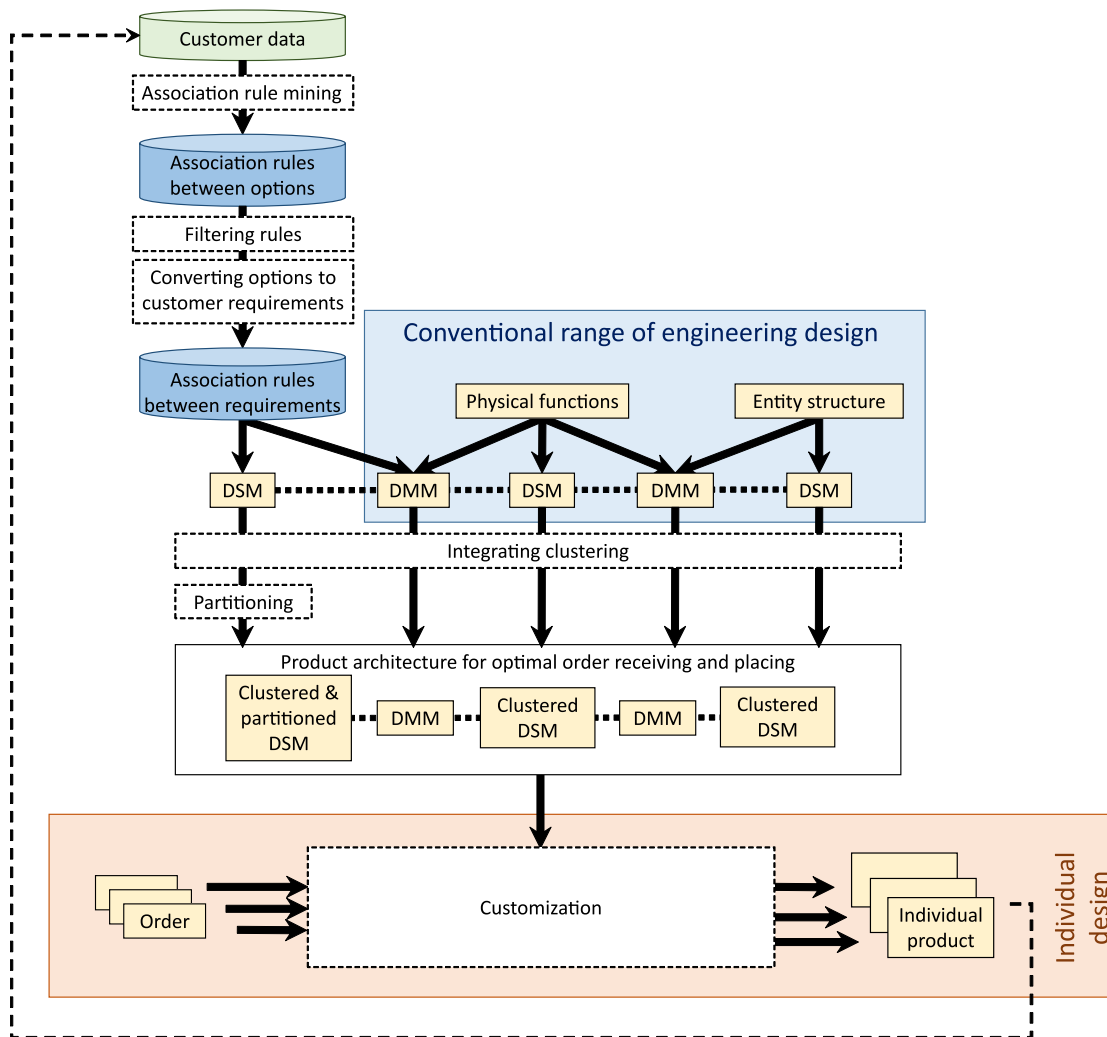 Customer data
Association rule mining
Association rules
between options
Filtering rules
Converting options to
customer requirements
Conventional range of engineering design
Association rules
between requirements
Physical functions
Entity structure
DSM
DMM
DSM
DMM
DSM
Integrating clustering
Partitioning
Product architecture for optimal order receiving and placing
Clustered &
partitioned
DSM
DMM
Clustered
DSM
DMM
Clustered
DSM
Order
Customization
Individual
product
Individual
design